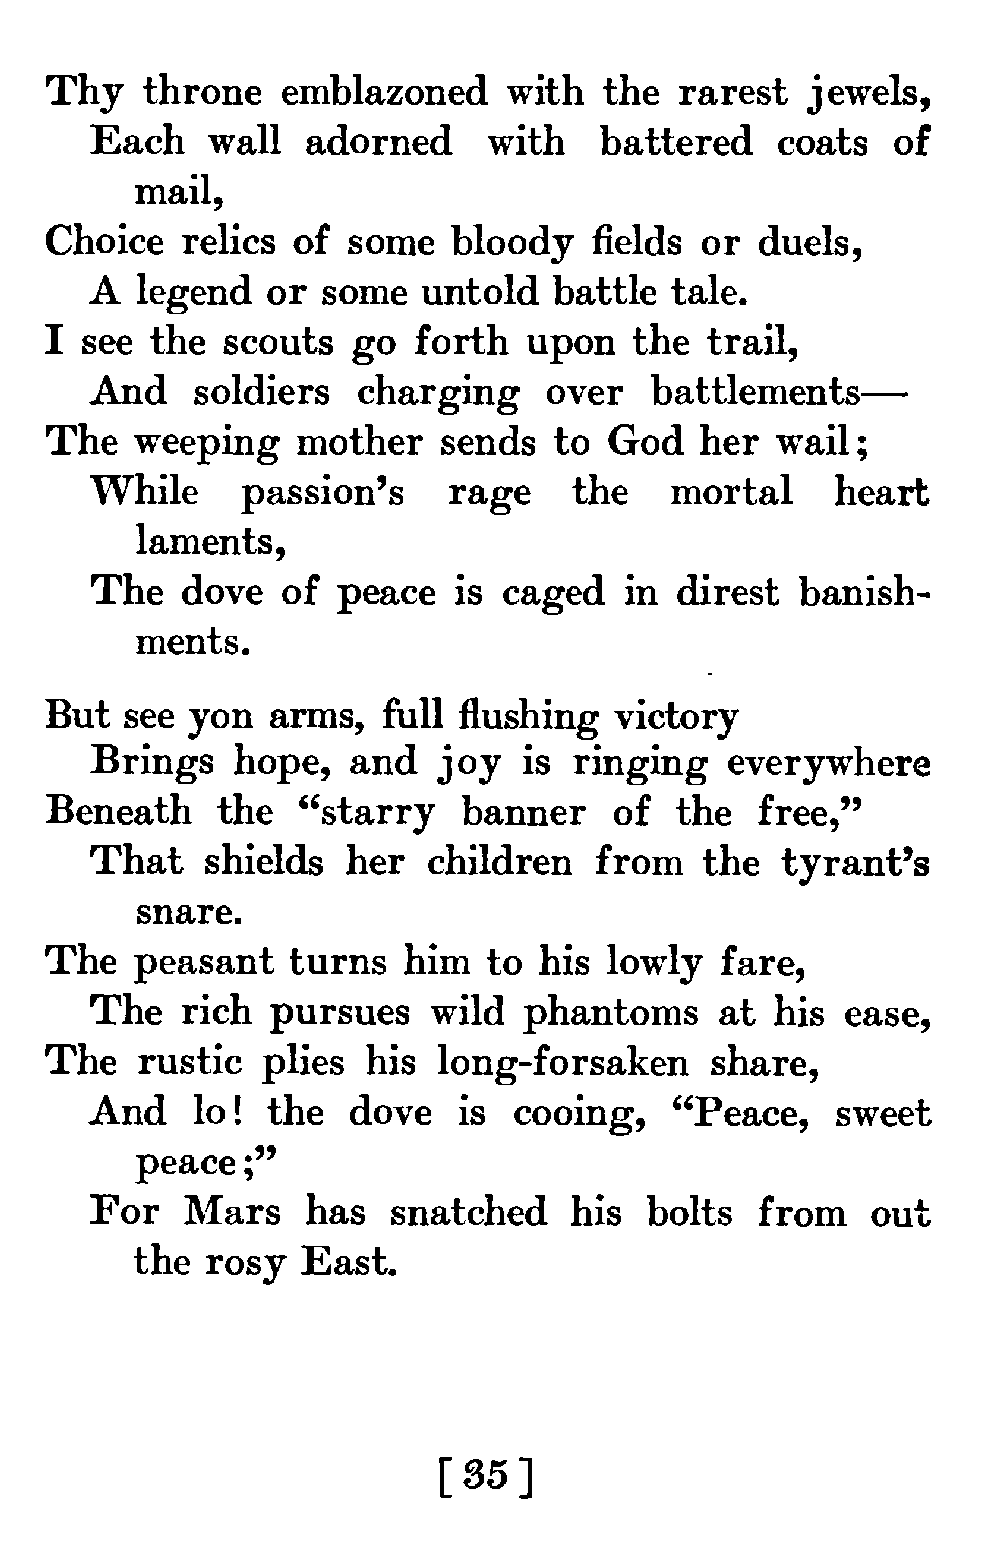 Thy throne emblazoned with the rarest jewels,
Each wall adorned with battered coats of
mail,
Choice relics of some bloody fields or duels,
A legend or some untold battle tale.
I see the scouts go forth upon the trail,
And soldiers charging over battlements—
The weeping mother sends to God her wail;
While passion's rage the mortal heart
laments,
The dove of peace is caged in direst banish-
ments.
But see yon arms, full flushing victory
Brings hope, and joy is ringing everywhere
Beneath the “starry banner of the free,”
That shields her children from the tyrant's
snare.
The peasant turns him to his lowly fare,
The rich pursues wild phantoms at his ease,
The rustic plies his long-forsaken share,
And lo! the dove is cooing, “Peace, sweet
peace;”
For Mars has snatched his bolts from out
the rosy East.
[35]